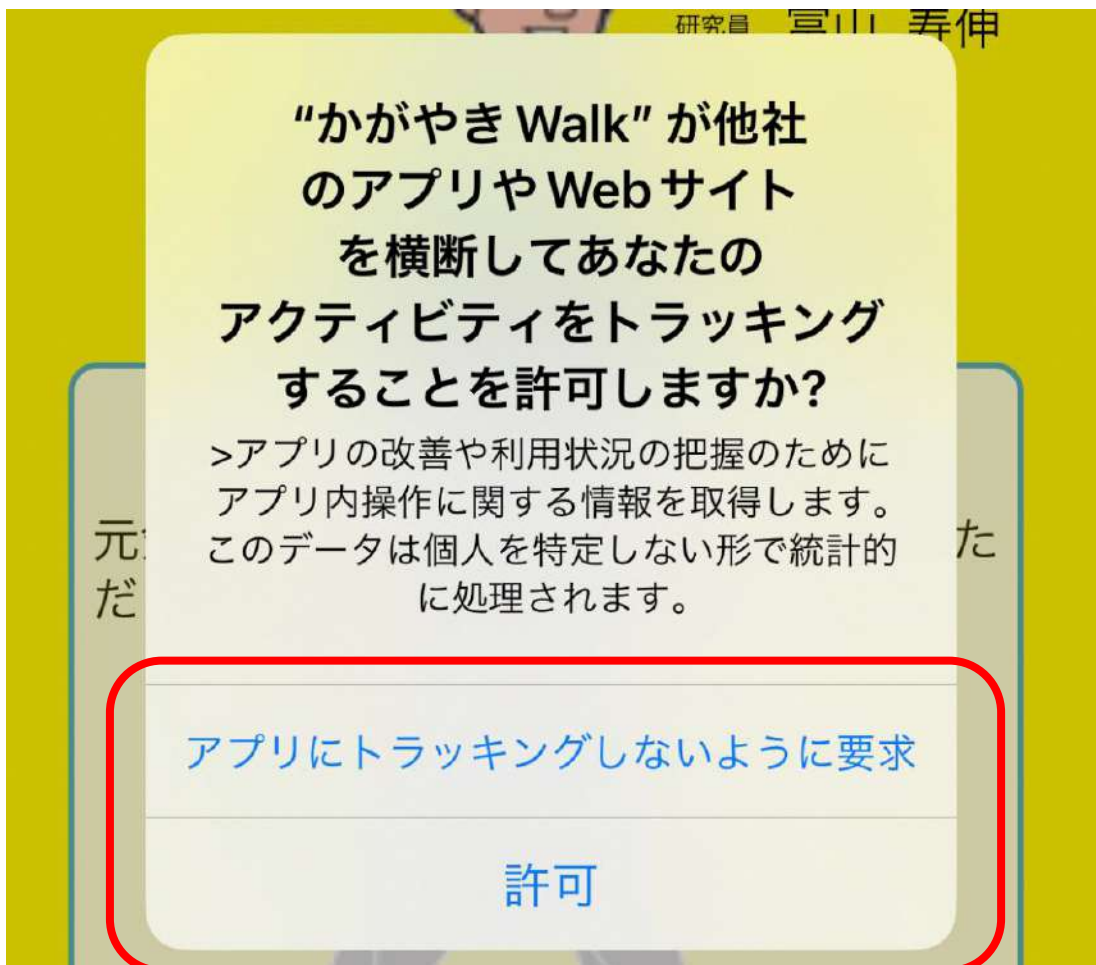 研究員 富山 寿伸
“かがやき Walk” が他社
のアプリや Web サイト
を横断してあなたの
アクティビティをトラッキング
することを許可しますか?
>アプリの改善や利用状況の把握のために
アプリ内操作に関する情報を取得します。
このデータは個人を特定しない形で統計的
に処理されます。
元
た
だ
アプリにトラッキングしないように要求
許可